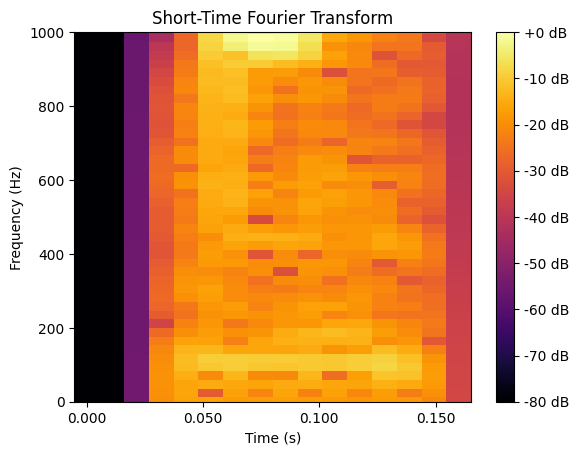 Short-Time Fourier Transform
Frequency (Hz)
1000
800
600
400
200
0
0.000
0.050
0.100
0.150
Time (s)
+0 dB
-10 dB
-20 dB
-30 dB
-40 dB
-50 dB
-60 dB
-70 dB
-80 dB